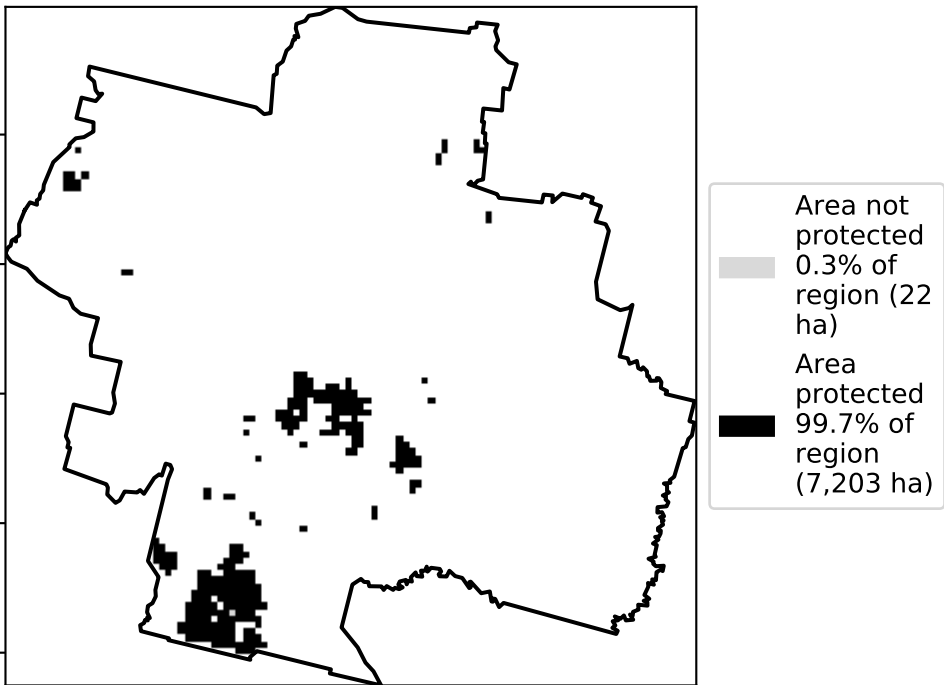 Area not
protected
0.3% of
region (22
ha)
Area
protected
99.7% of
region
(7,203 ha)